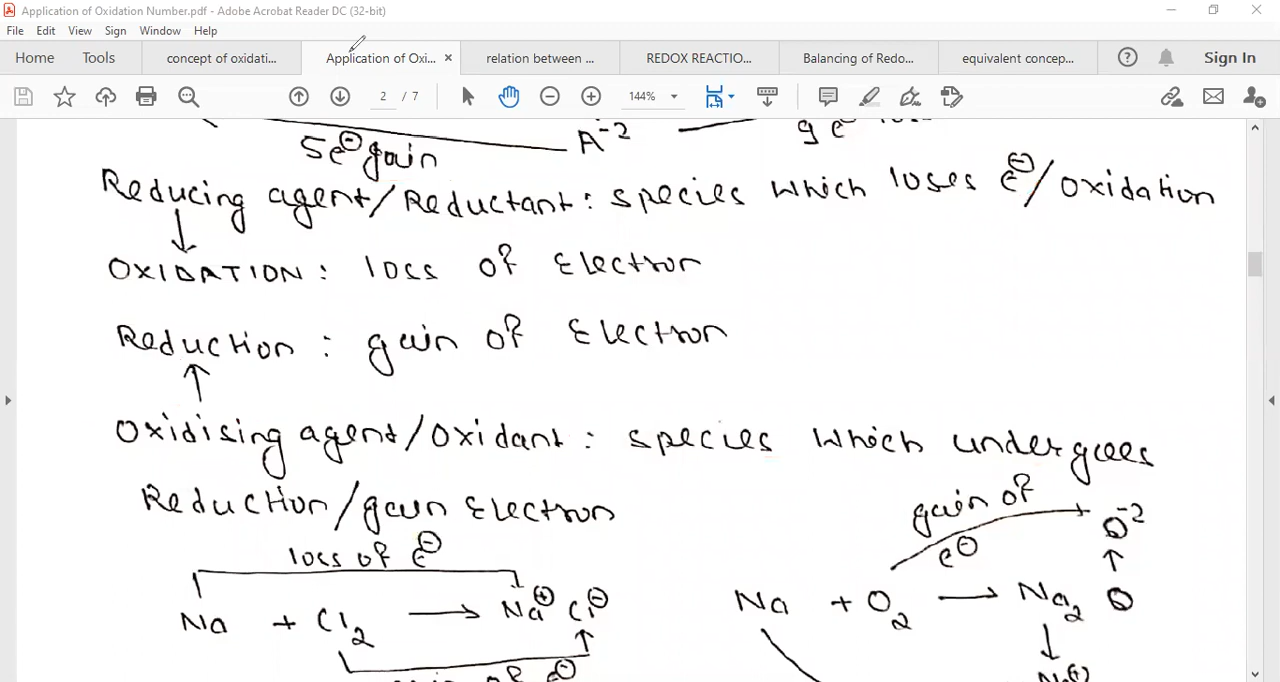 Application of Oxidation Number.pdf - Adobe Acrobat Reader DC (32-bit)
File Edit View Sign Window Help
Home Tools concept of oxidati... Application of Oxi... × relation between ... REDOX REACTIO... Balancing of Redo... equivalent concep... Sign In
2 / 7 144%
5e⊖ gain A⁻²
Reducing agent/Reductant: species which loses e⊖/oxidation
↓
OXIDATION: loss of Electron
Reduction: gain of Electron
↑
Oxidising agent/Oxidant: species which undergoes
Reduction/gain Electron
gain of e⊖ O⁻²
loss of e⊖
Na + Cl₂ → Na⊕ Cl⊖
Na + O₂ → Na₂ O
gain of e⊖